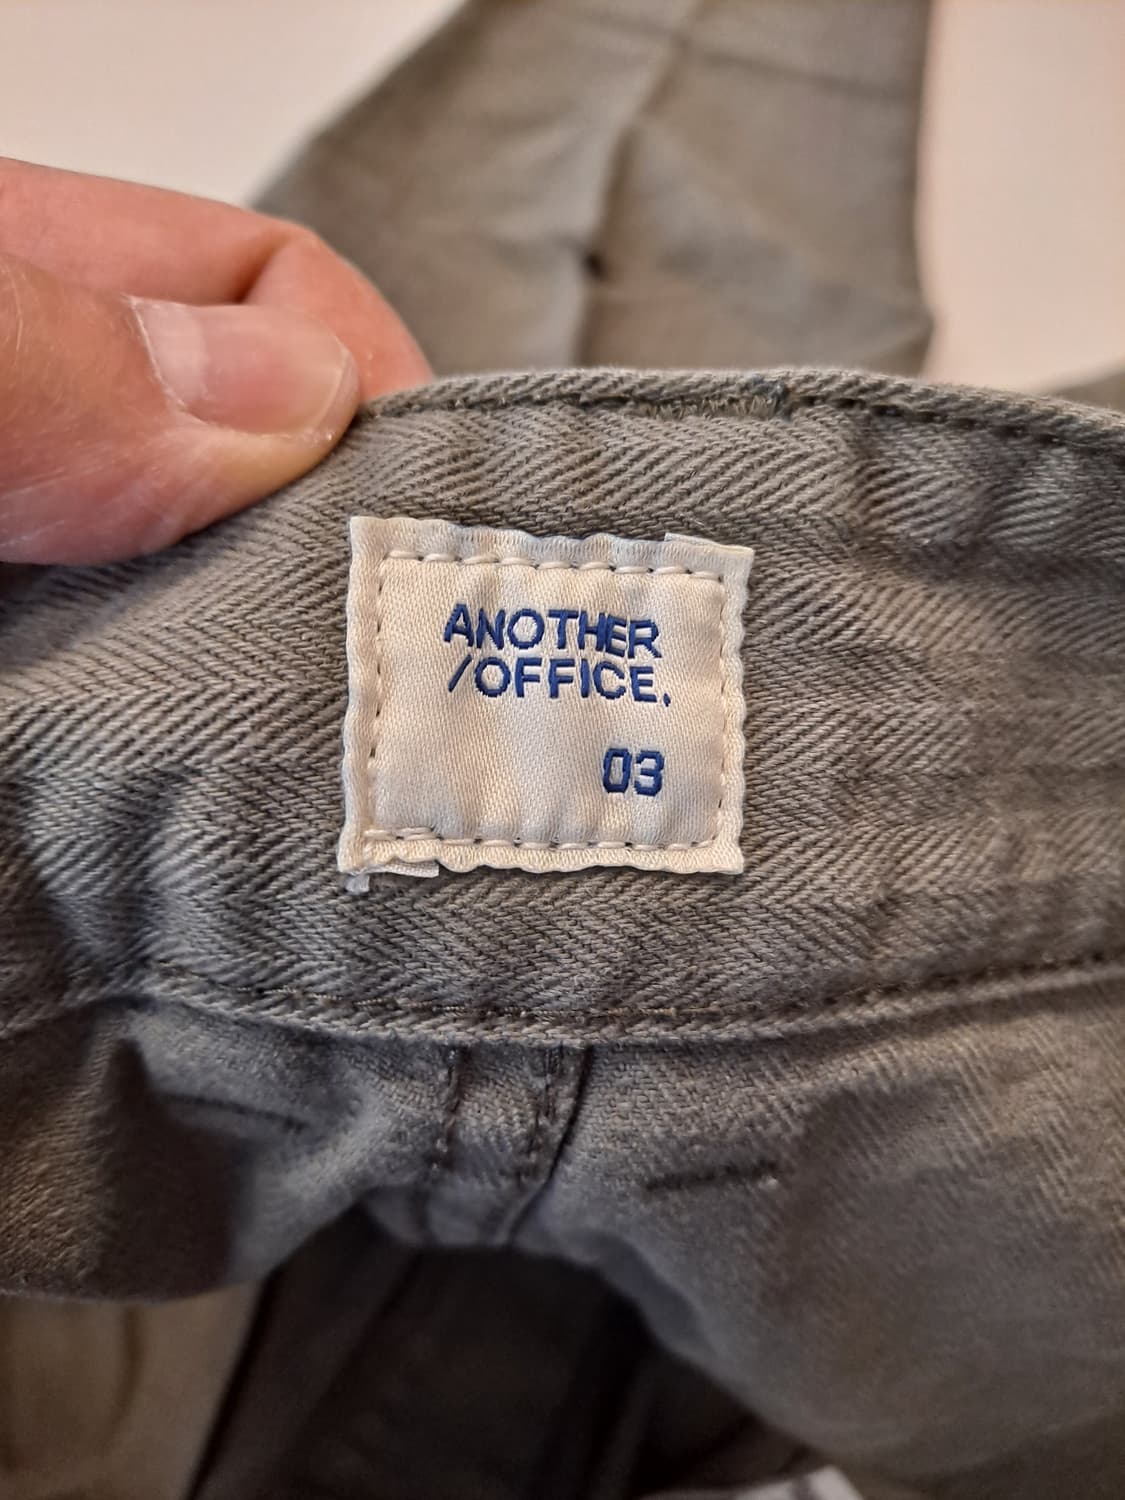 ANOTHER
/OFFICE.
03